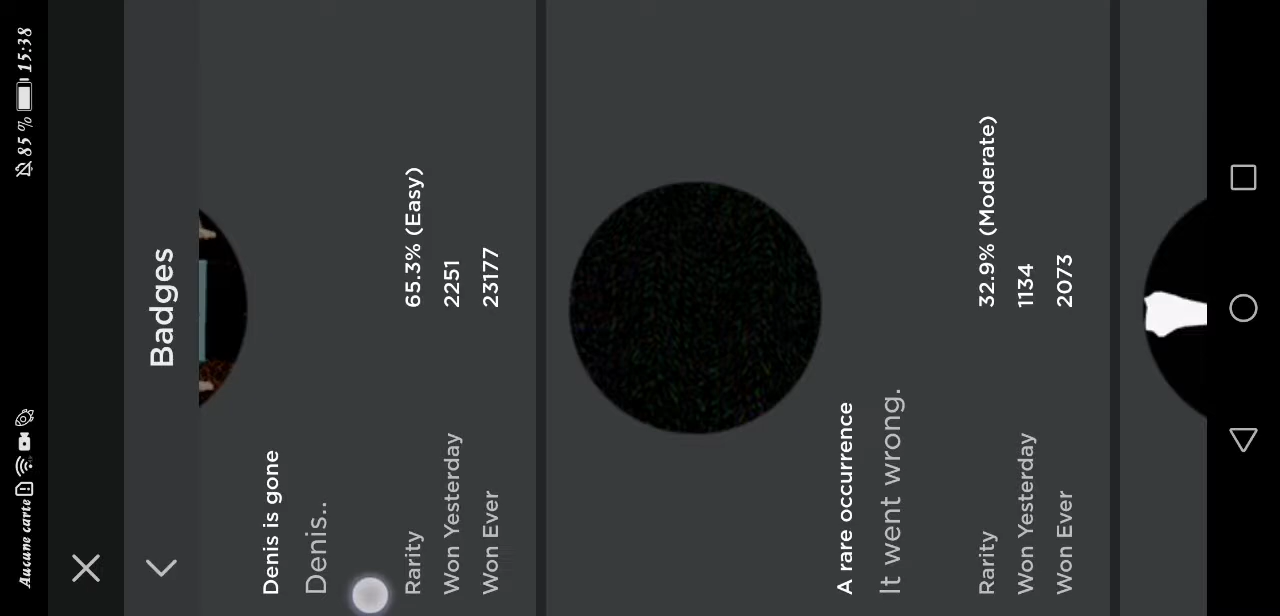 Aucune carte 85 % 15:38
Badges
Denis is gone
Denis..
Rarity 65.3% (Easy)
Won Yesterday 2251
Won Ever 23177
A rare occurrence
It went wrong.
Rarity 32.9% (Moderate)
Won Yesterday 1134
Won Ever 2073